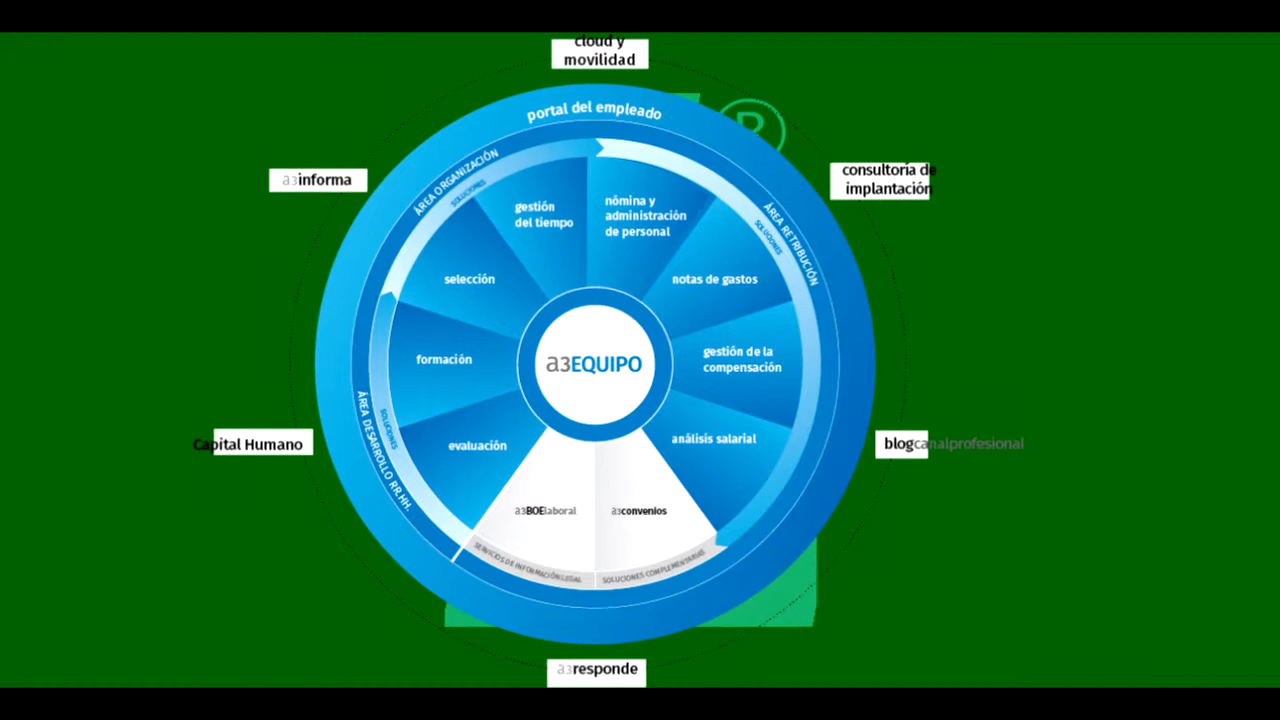 cloud y
movilidad
portal del empleado
R
consultoría de
implantación
a3informa
ÁREA ORGANIZACIÓN
SOLUCIONES
ÁREA RETRIBUCIÓN
SOLUCIONES
gestión
del tiempo
nómina y
administración
de personal
selección
notas de gastos
formación
a3EQUIPO
gestión de la
compensación
evaluación
análisis salarial
ÁREA DESARROLLO RR.HH.
SOLUCIONES
Capital Humano
blogcanalprofesional
a3BOElaboral
a3convenios
SERVICIOS DE INFORMACIÓN LEGAL
SOLUCIONES COMPLEMENTARIAS
a3responde